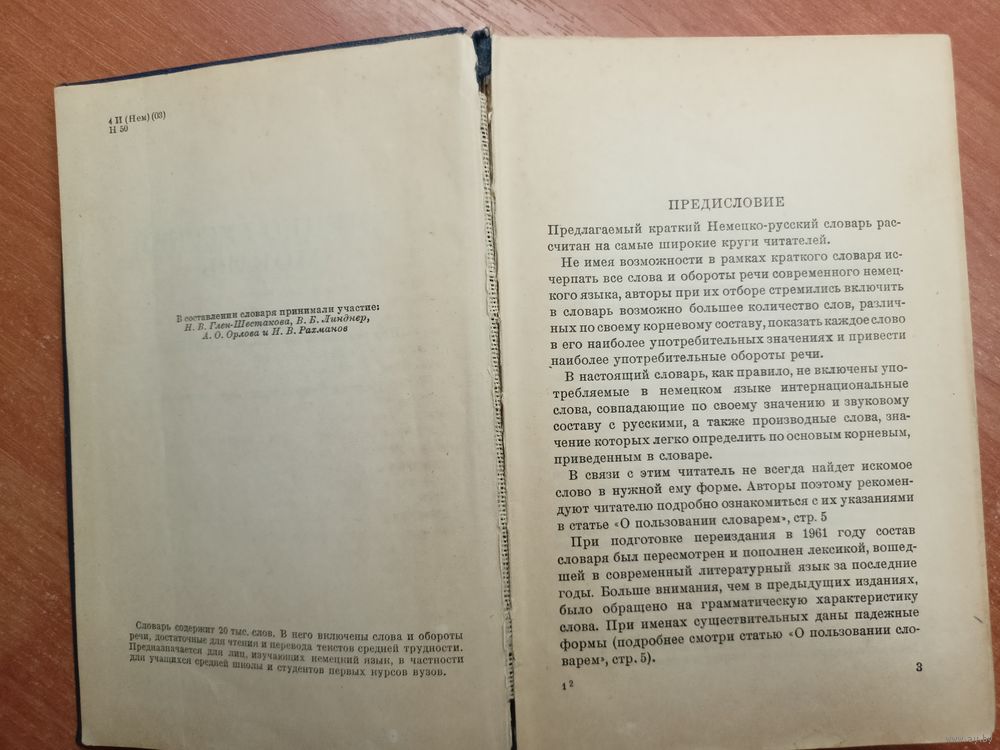 4 И (Нем) (03)
Н 50
В составлении словаря принимали участие:
Н. В. Глен-Шестакова, В. Б. Линднер,
А. О. Орлова и И. В. Рахманов
Словарь содержит 20 тыс. слов. В него включены слова и обороты
речи, достаточные для чтения и перевода текстов средней трудности.
Предназначается для лиц, изучающих немецкий язык, в частности
для учащихся средней школы и студентов первых курсов вузов.
ПРЕДИСЛОВИЕ
Предлагаемый краткий Немецко-русский словарь рас-
считан на самые широкие круги читателей.
Не имея возможности в рамках краткого словаря ис-
черпать все слова и обороты речи современного немец-
кого языка, авторы при их отборе стремились включить
в словарь возможно большее количество слов, различ-
ных по своему корневому составу, показать каждое слово
в его наиболее употребительных значениях и привести
наиболее употребительные обороты речи.
В настоящий словарь, как правило, не включены упо-
требляемые в немецком языке интернациональные
слова, совпадающие по своему значению и звуковому
составу с русскими, а также производные слова, зна-
чение которых легко определить по основым корневым,
приведенным в словаре.
В связи с этим читатель не всегда найдет искомое
слово в нужной ему форме. Авторы поэтому рекомен-
дуют читателю подробно ознакомиться с их указаниями
в статье «О пользовании словарем», стр. 5
При подготовке переиздания в 1961 году состав
словаря был пересмотрен и пополнен лексикой, вошед-
шей в современный литературный язык за последние
годы. Больше внимания, чем в предыдущих изданиях,
было обращено на грамматическую характеристику
слова. При именах существительных даны падежные
формы (подробнее смотри статью «О пользовании сло-
варем», стр. 5).
1 2
3
www.ay.by